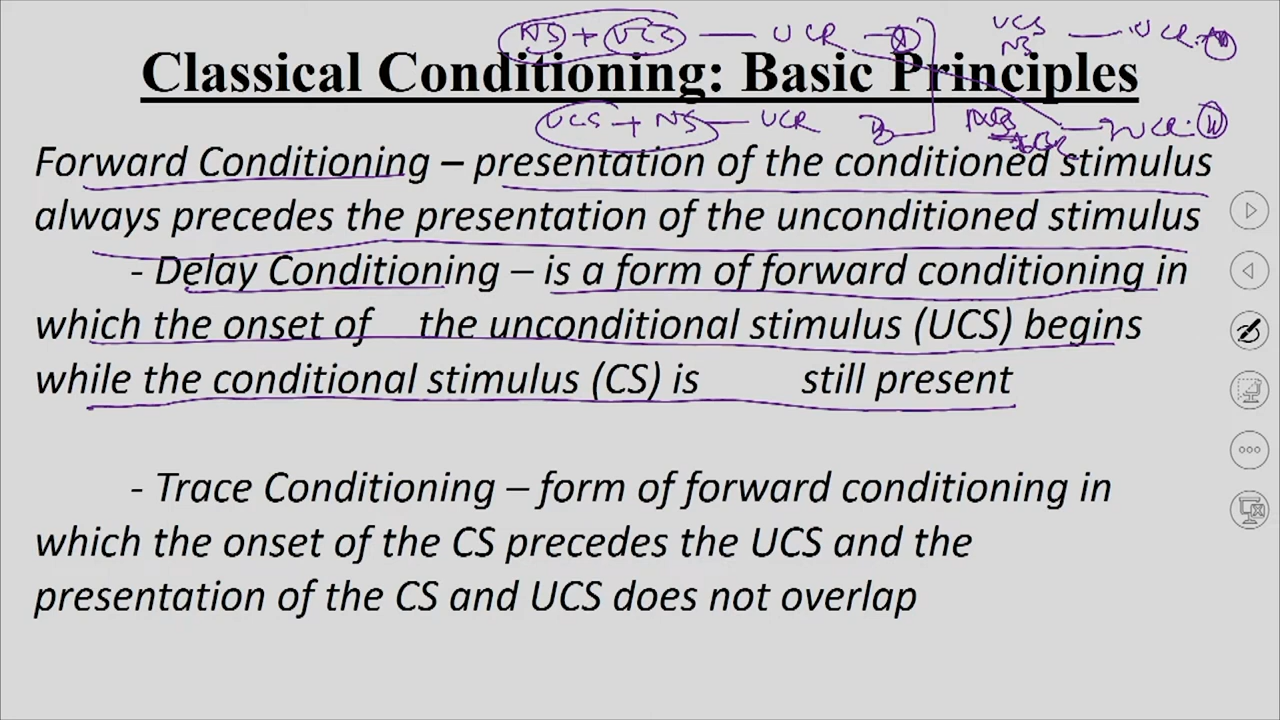 NS + UCS — UCR — A
UCS — UCR
NS
Classical Conditioning: Basic Principles
UCS + NS — UCR B
UCR
Forward Conditioning – presentation of the conditioned stimulus
always precedes the presentation of the unconditioned stimulus
- Delay Conditioning – is a form of forward conditioning in
which the onset of the unconditional stimulus (UCS) begins
while the conditional stimulus (CS) is still present
- Trace Conditioning – form of forward conditioning in
which the onset of the CS precedes the UCS and the
presentation of the CS and UCS does not overlap